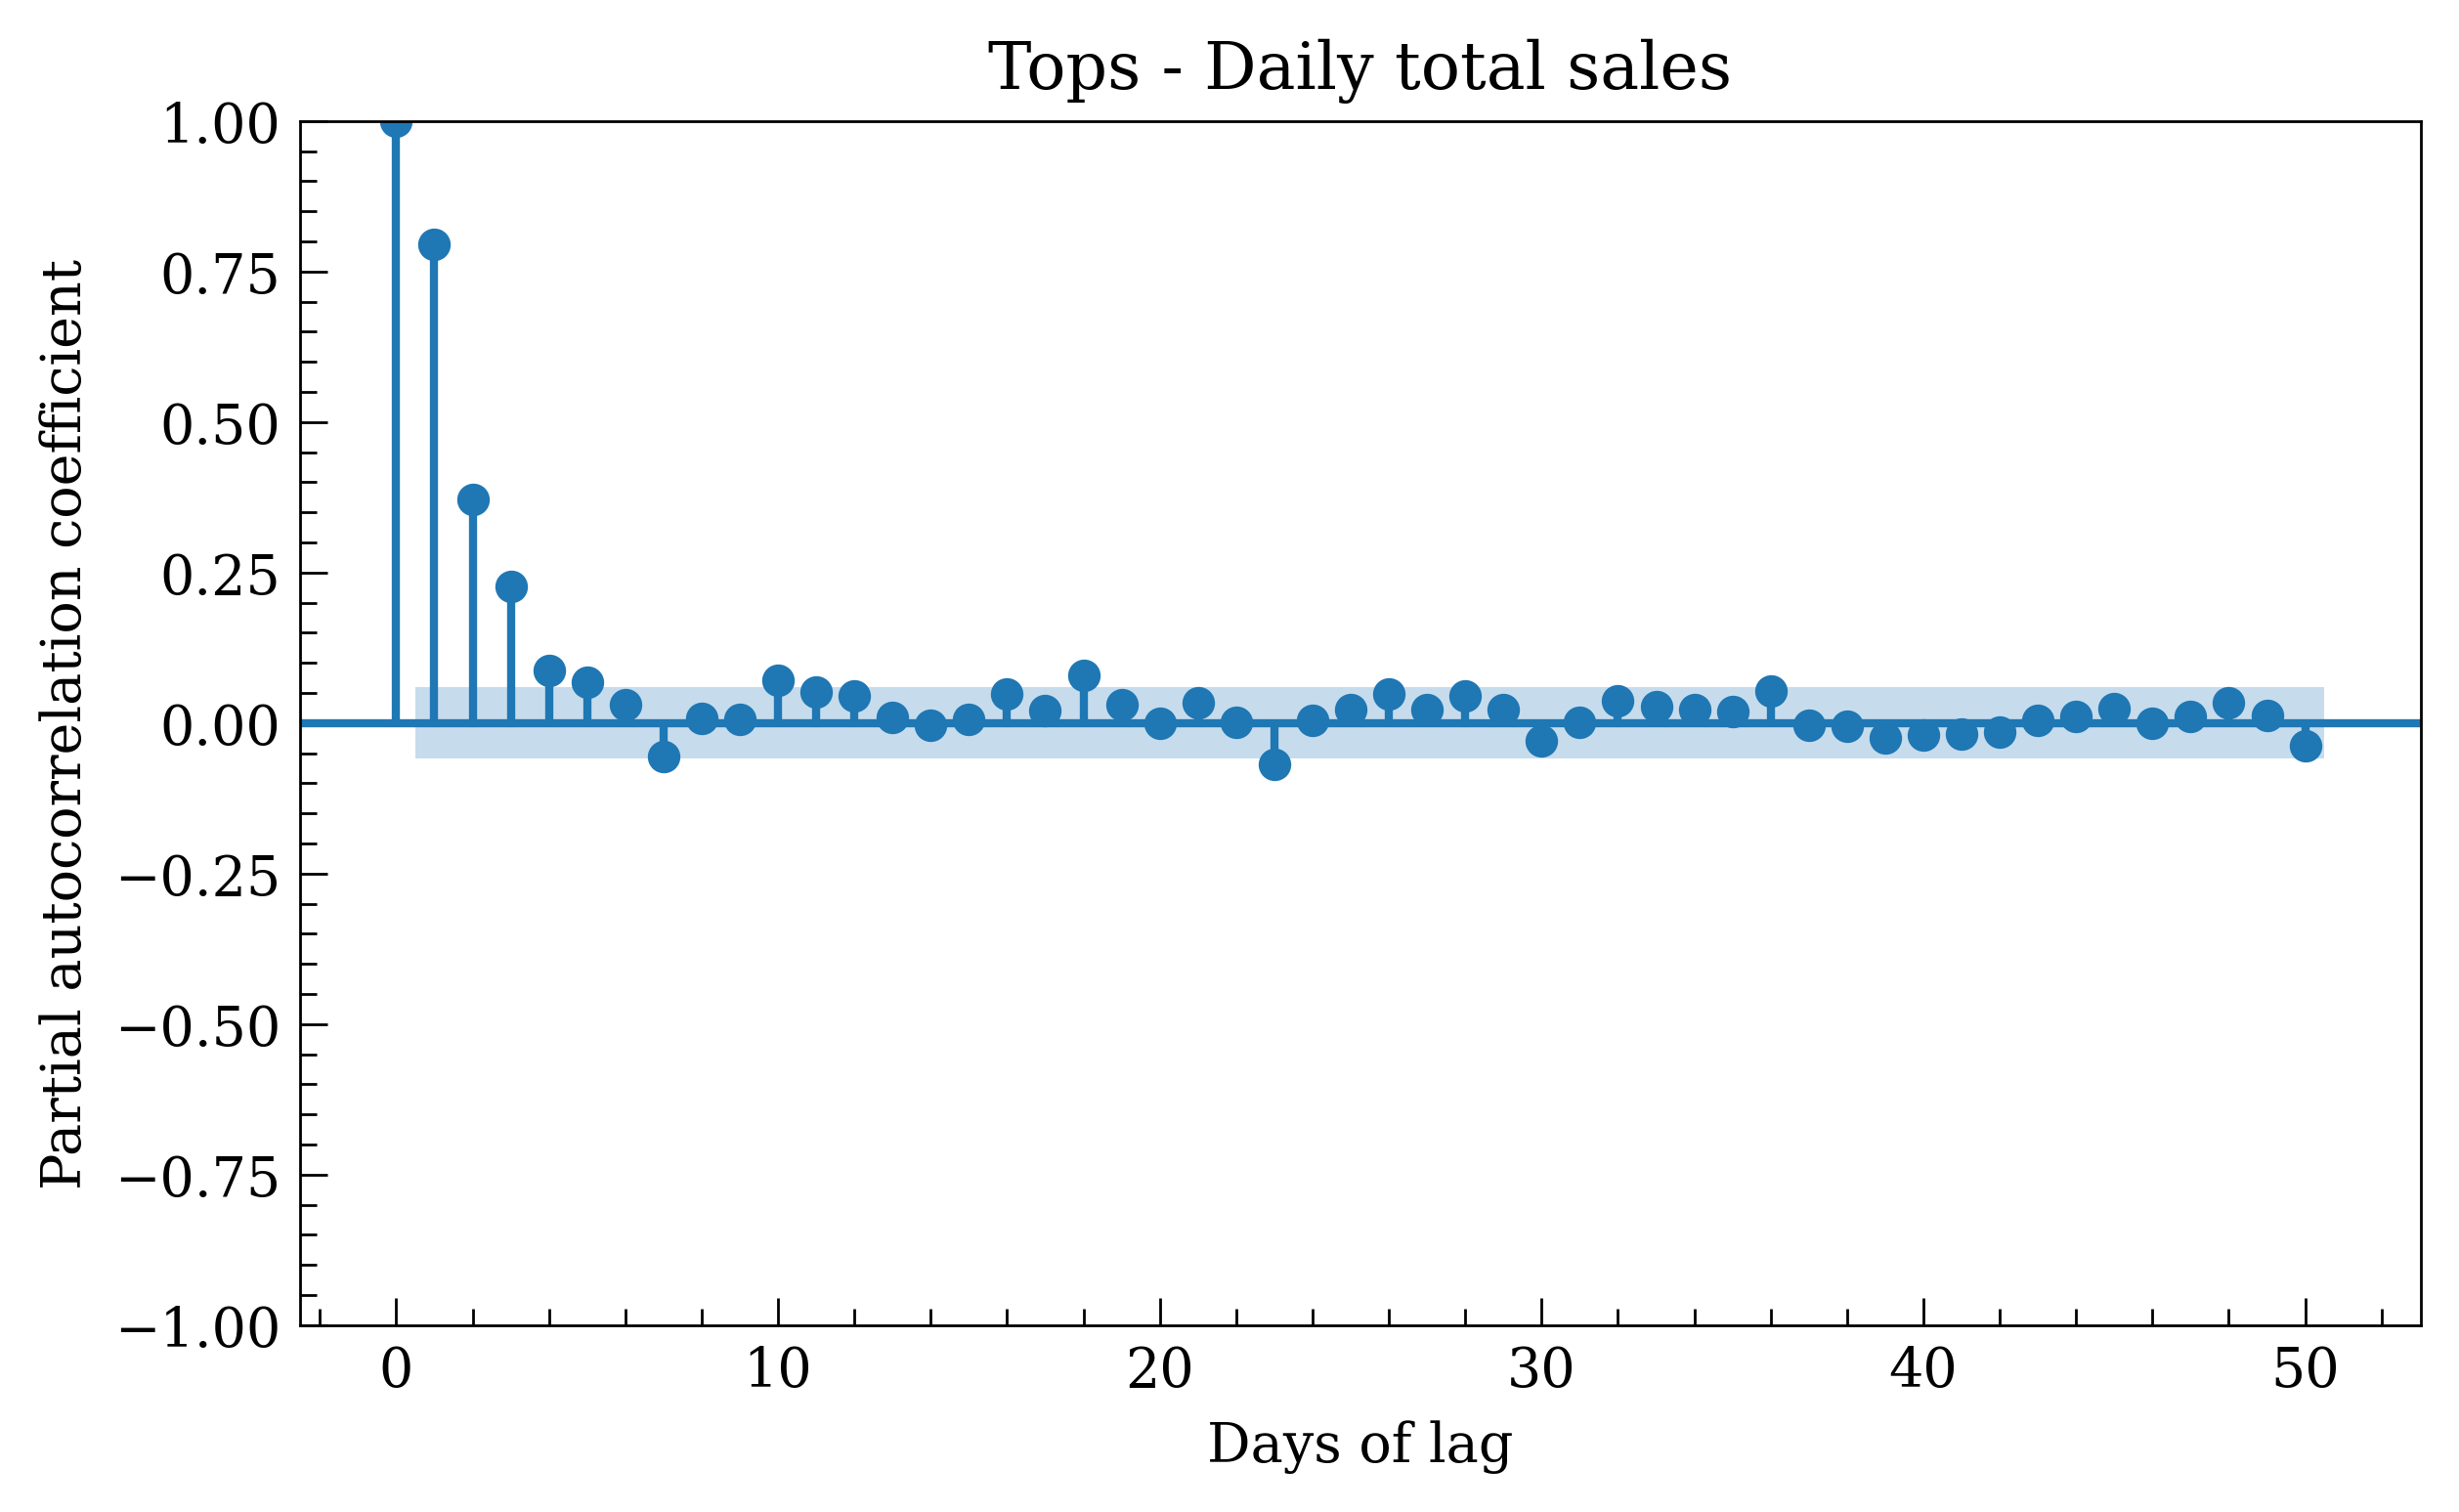 Tops - Daily total sales
Partial autocorrelation coefficient
1.00
0.75
0.50
0.25
0.00
−0.25
−0.50
−0.75
−1.00
0 10 20 30 40 50
Days of lag